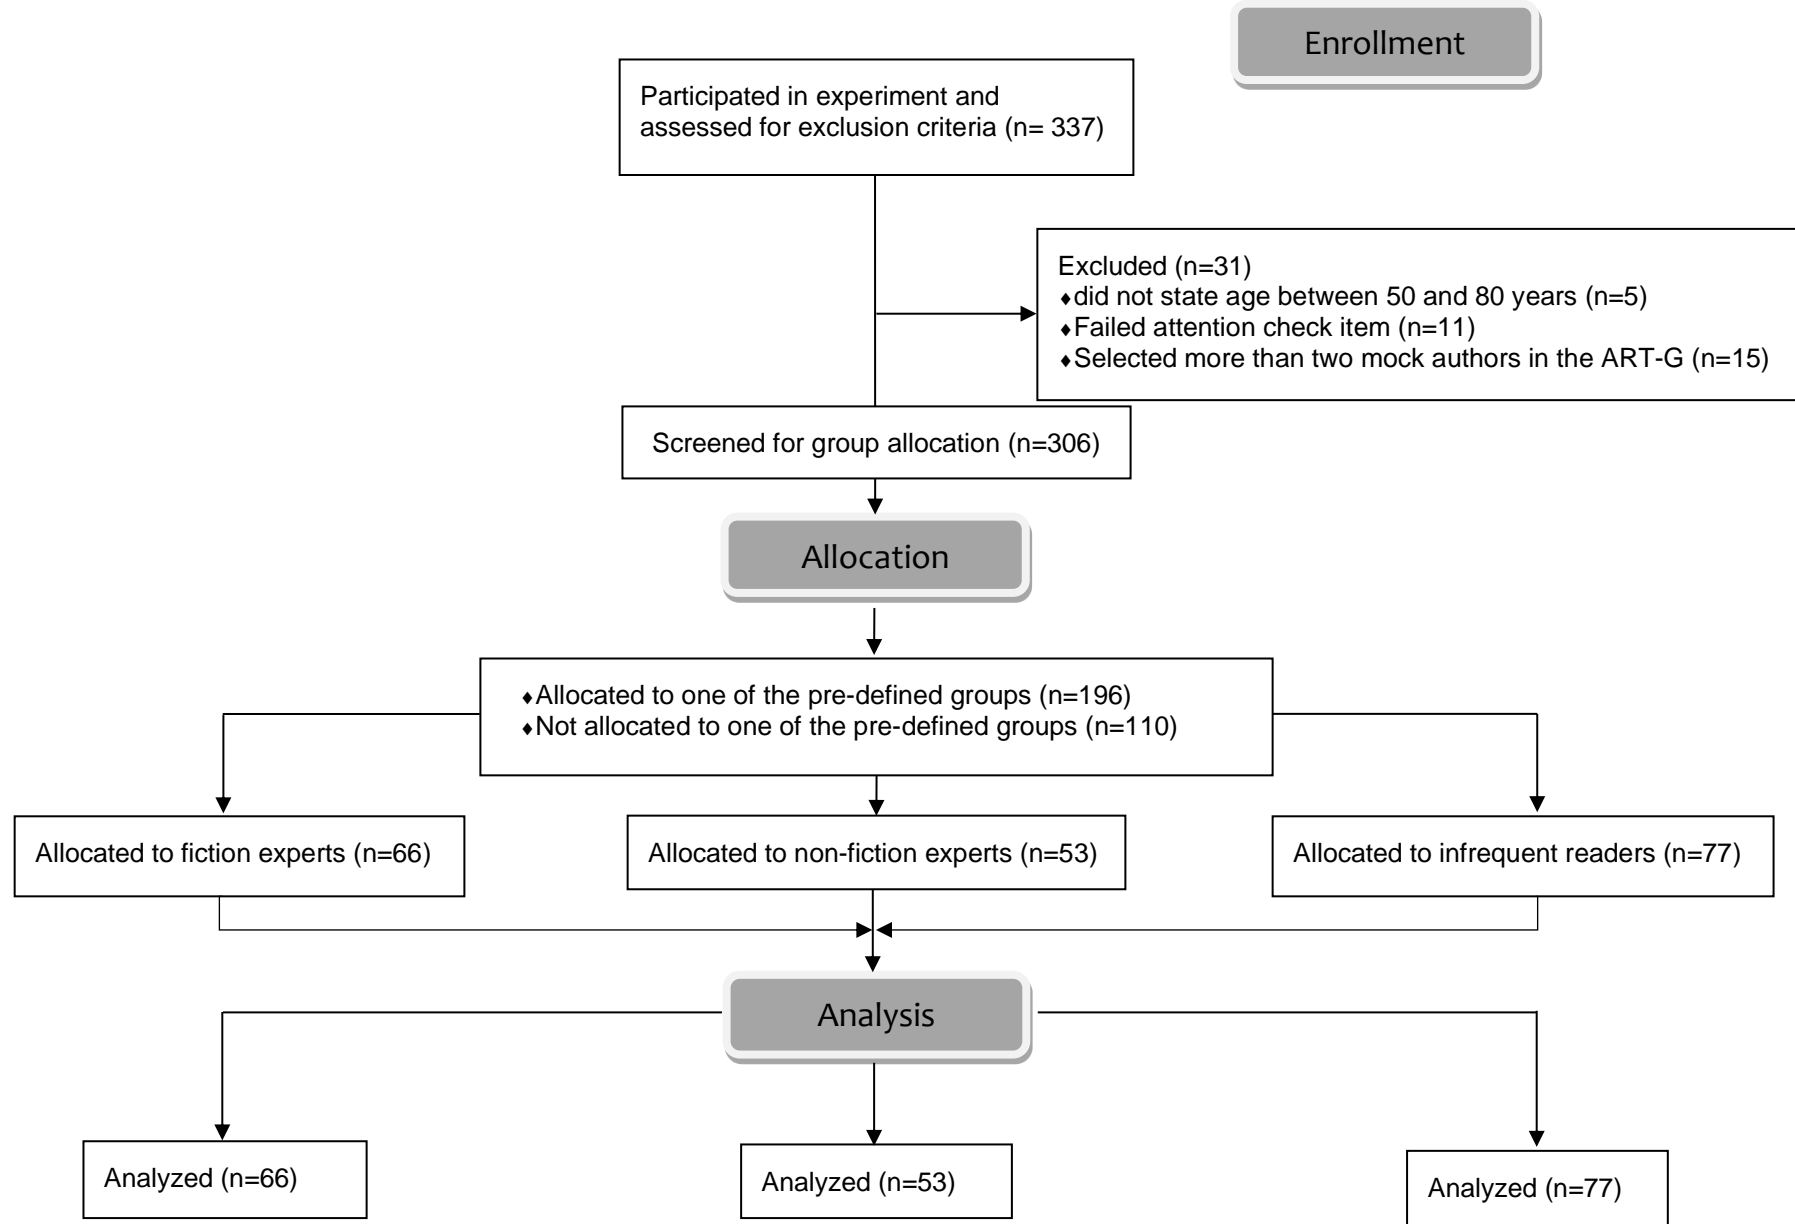 Enrollment
Participated in experiment and
assessed for exclusion criteria (n= 337)
Excluded (n=31)
♦did not state age between 50 and 80 years (n=5)
♦Failed attention check item (n=11)
♦Selected more than two mock authors in the ART-G (n=15)
Screened for group allocation (n=306)
Allocation
♦Allocated to one of the pre-defined groups (n=196)
♦Not allocated to one of the pre-defined groups (n=110)
Allocated to fiction experts (n=66)
Allocated to non-fiction experts (n=53)
Allocated to infrequent readers (n=77)
Analysis
Analyzed (n=66)
Analyzed (n=53)
Analyzed (n=77)